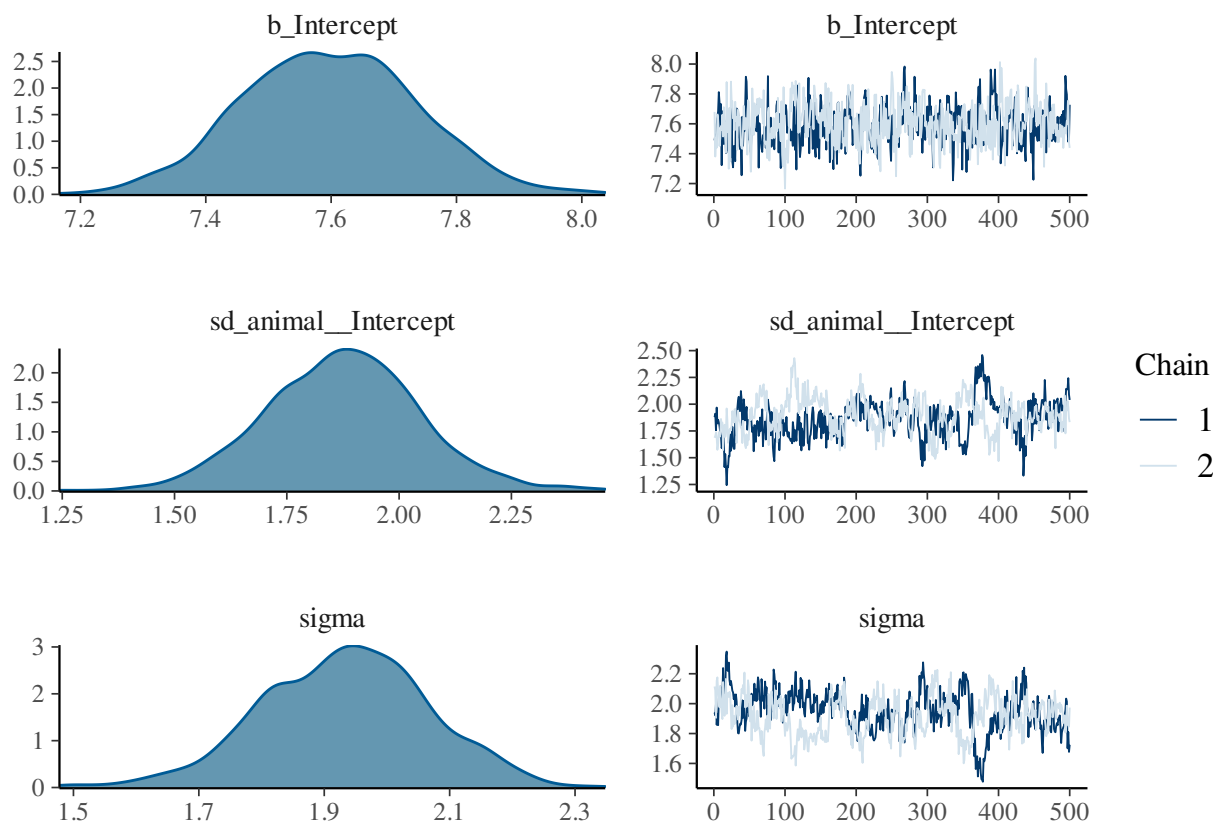 b_Intercept
2.5
2.0
1.5
1.0
0.5
0.0
7.2 7.4 7.6 7.8 8.0
b_Intercept
8.0
7.8
7.6
7.4
7.2
0 100 200 300 400 500
sd_animal__Intercept
2.0
1.5
1.0
0.5
0.0
1.25 1.50 1.75 2.00 2.25
sd_animal__Intercept
2.50
2.25
2.00
1.75
1.50
1.25
0 100 200 300 400 500
sigma
3
2
1
0
1.5 1.7 1.9 2.1 2.3
sigma
2.2
2.0
1.8
1.6
0 100 200 300 400 500
Chain
1
2